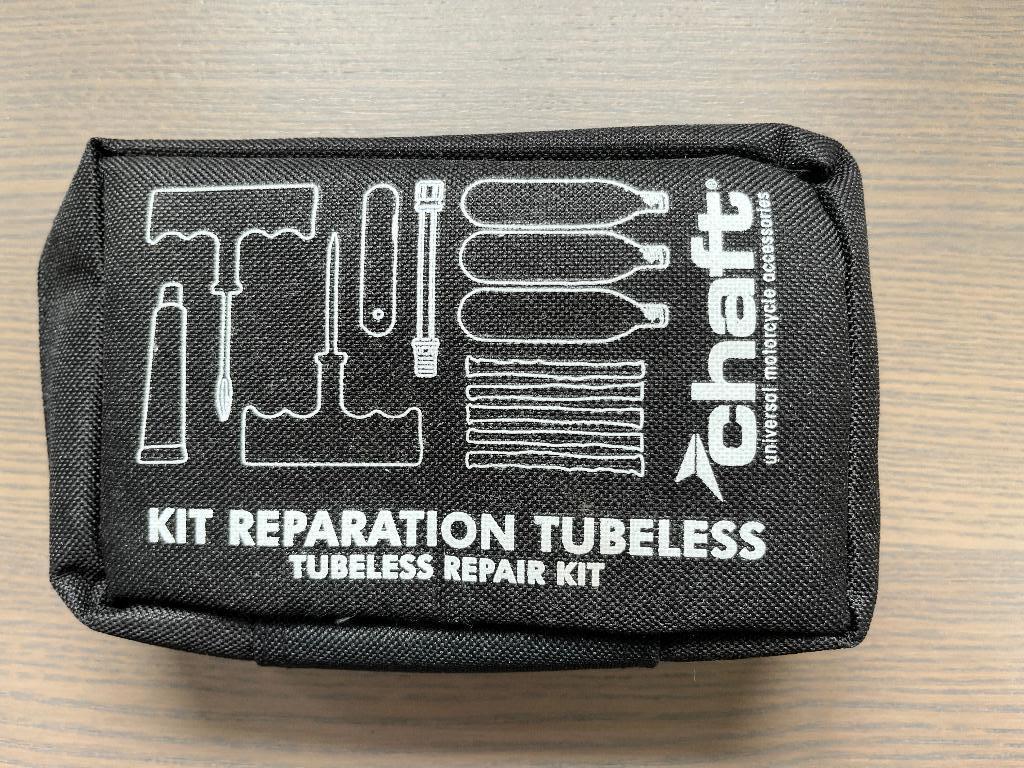 chaft®
universal motorcycle accessories
KIT REPARATION TUBELESS
TUBELESS REPAIR KIT